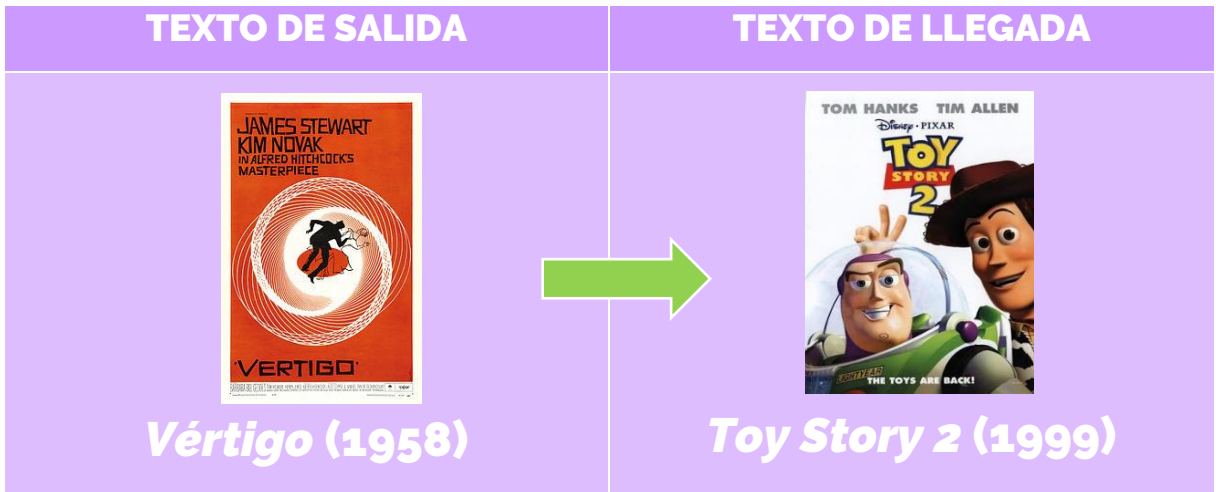 TEXTO DE SALIDA
TEXTO DE LLEGADA
JAMES STEWART
KIM NOVAK
IN ALFRED HITCHCOCK'S
MASTERPIECE
'VERTIGO'
Vértigo (1958)
TOM HANKS TIM ALLEN
Disney · PIXAR
TOY
STORY
2
LIGHTYEAR
THE TOYS ARE BACK!
Toy Story 2 (1999)